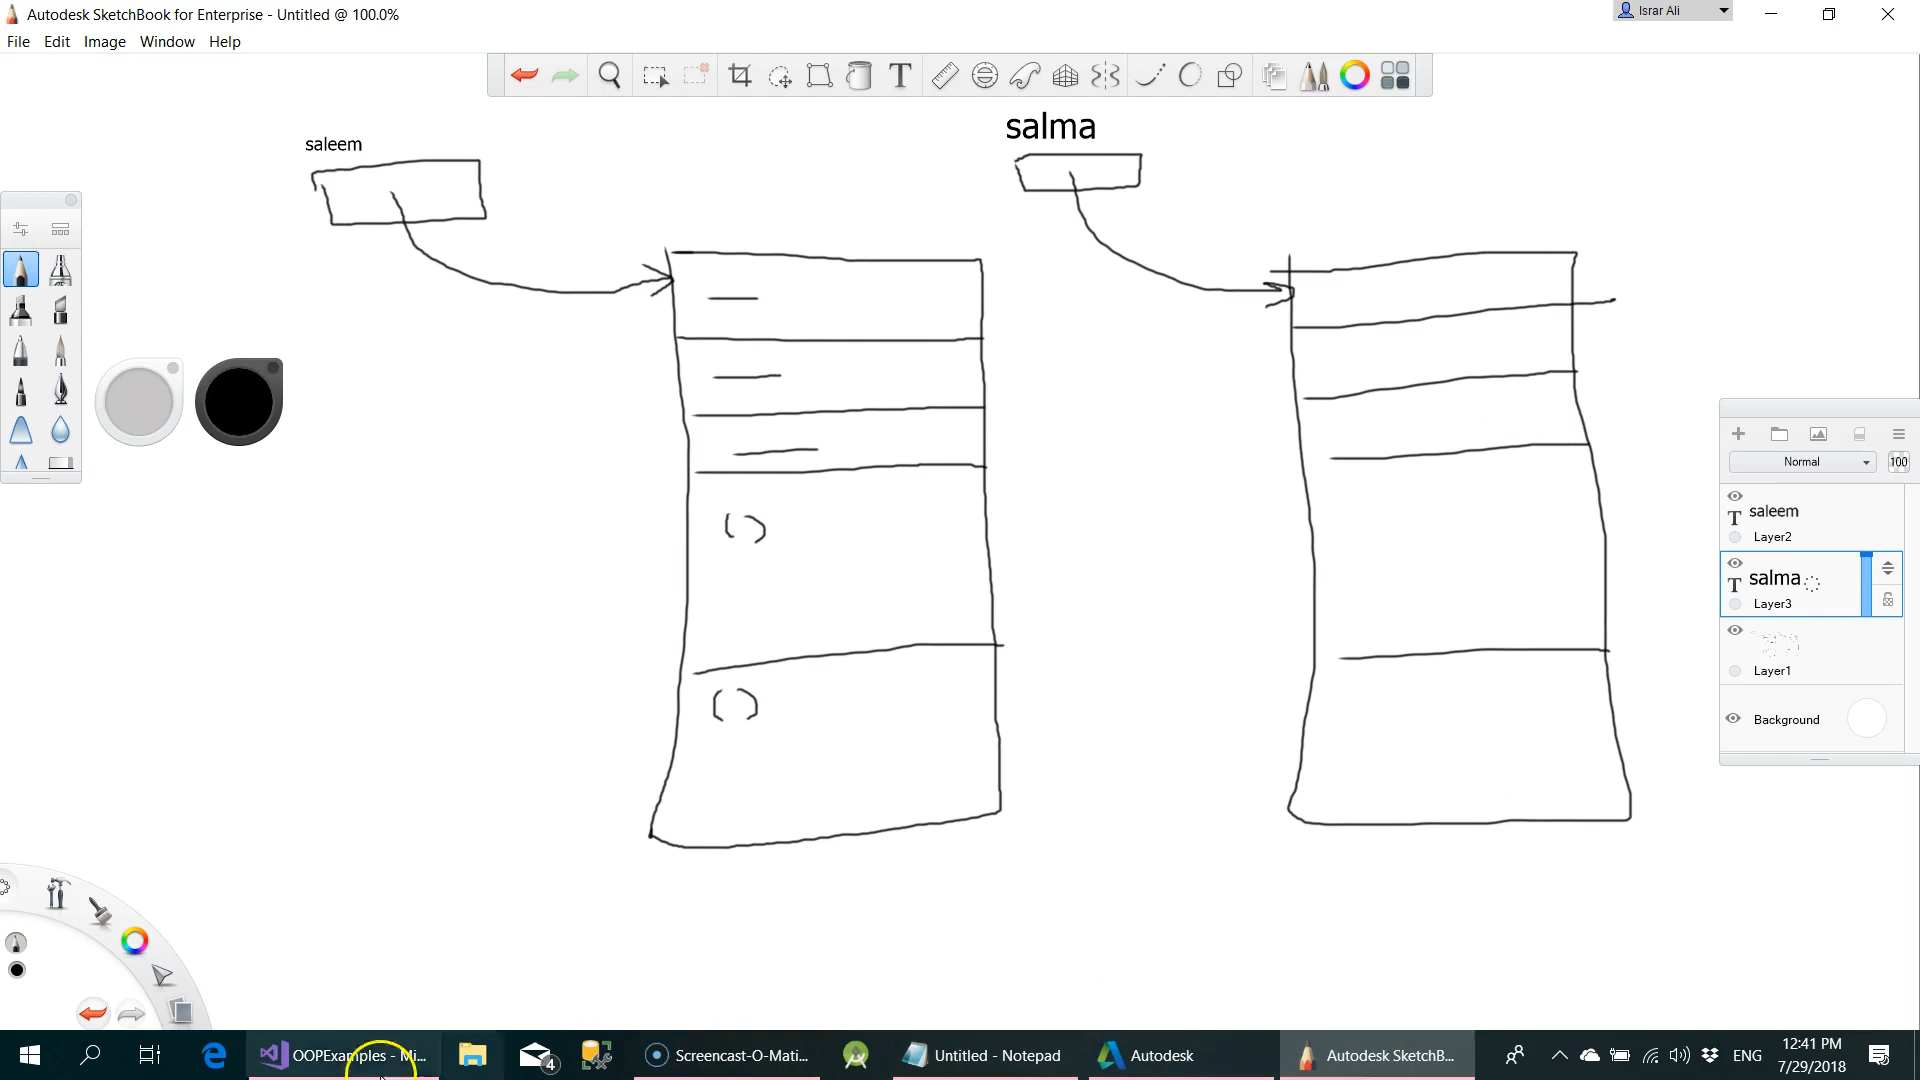 Autodesk SketchBook for Enterprise - Untitled @ 100.0%
Israr Ali
File Edit Image Window Help
T
salma
saleem
( )
( )
Normal
100
saleem
T
Layer2
salma
T
Layer3
Layer1
Background
OOPExamples - Mi...
4
Screencast-O-Mati...
Untitled - Notepad
Autodesk
Autodesk SketchB...
ENG
12:41 PM
7/29/2018